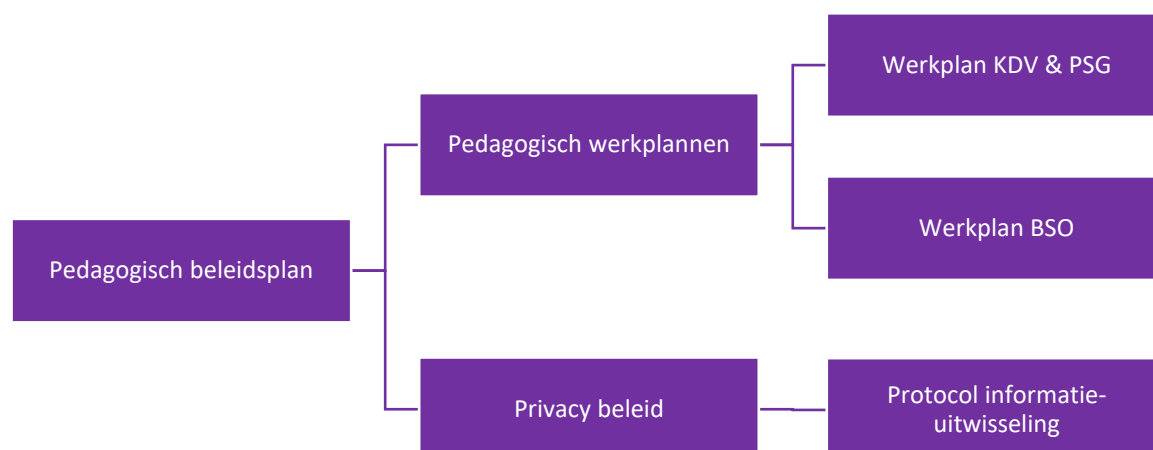 Pedagogisch beleidsplan
Pedagogisch werkplannen
Werkplan KDV & PSG
Werkplan BSO
Privacy beleid
Protocol informatie-
uitwisseling